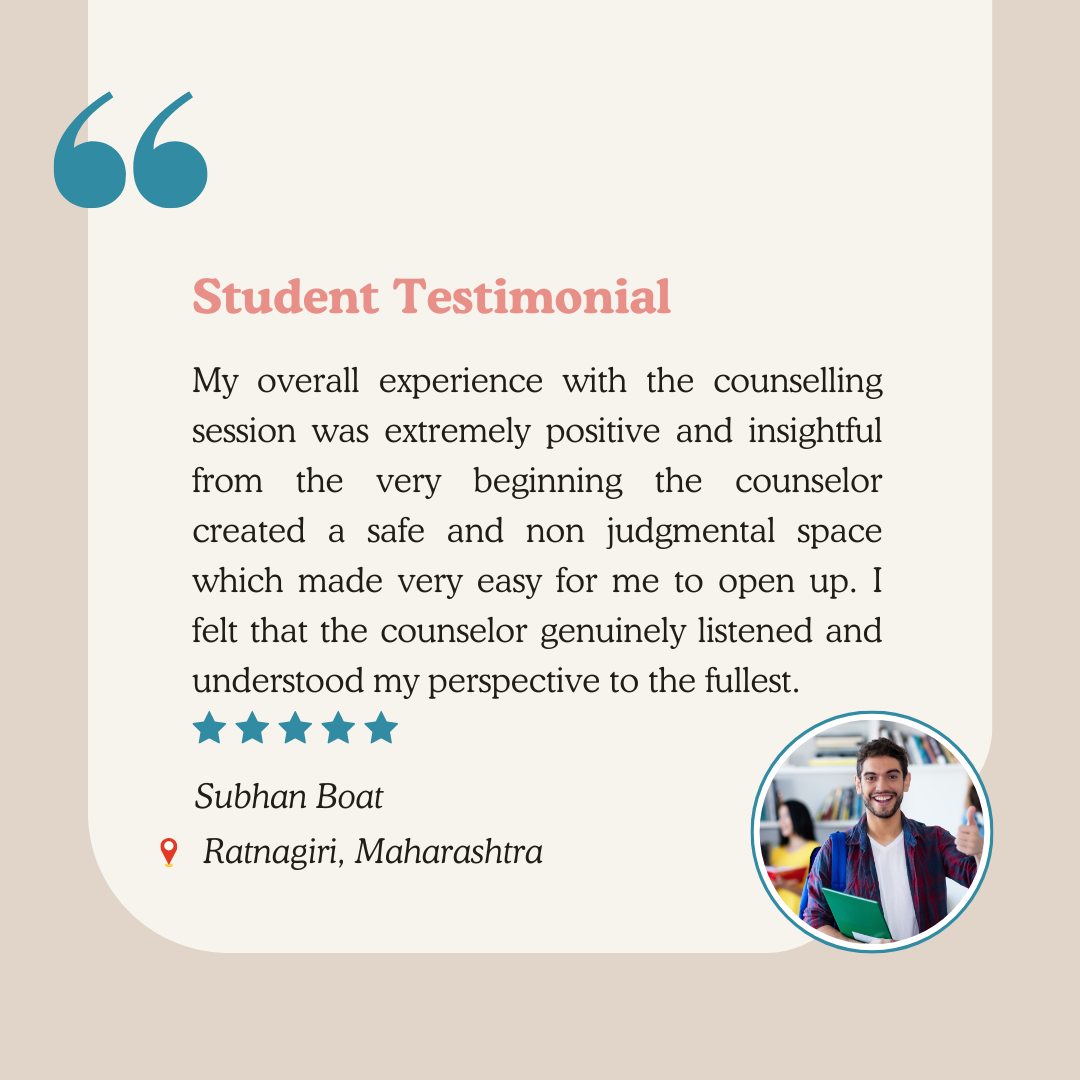 “
Student Testimonial
My overall experience with the counselling
session was extremely positive and insightful
from the very beginning the counselor
created a safe and non judgmental space
which made very easy for me to open up. I
felt that the counselor genuinely listened and
understood my perspective to the fullest.
Subhan Boat
Ratnagiri, Maharashtra